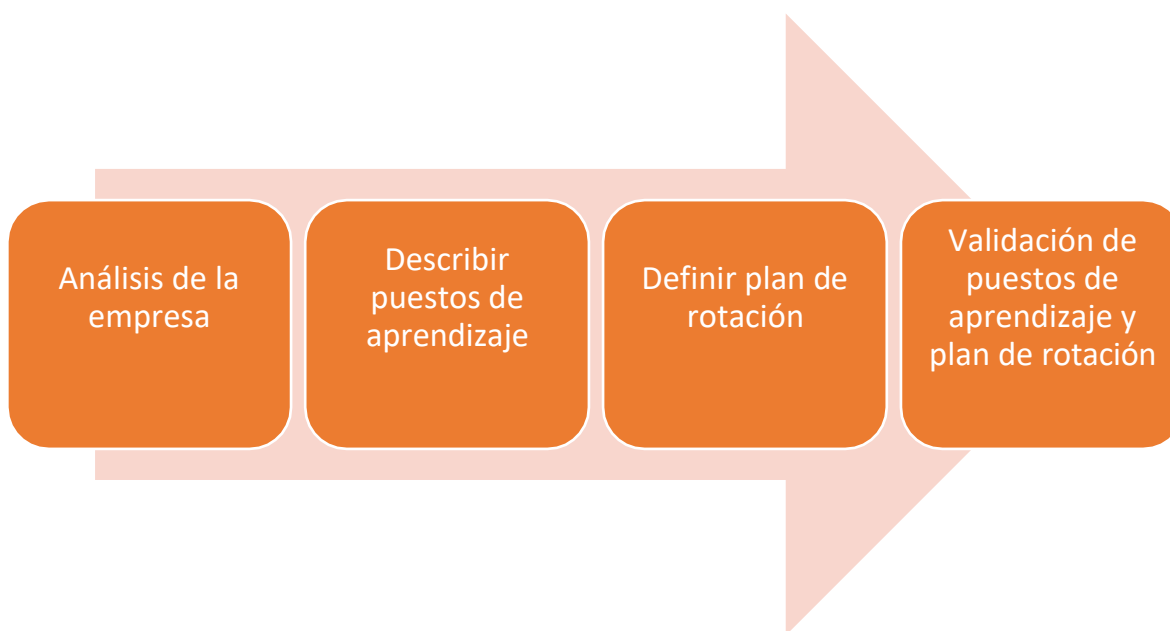 Análisis de la
empresa
Describir
puestos de
aprendizaje
Definir plan de
rotación
Validación de
puestos de
aprendizaje y
plan de rotación